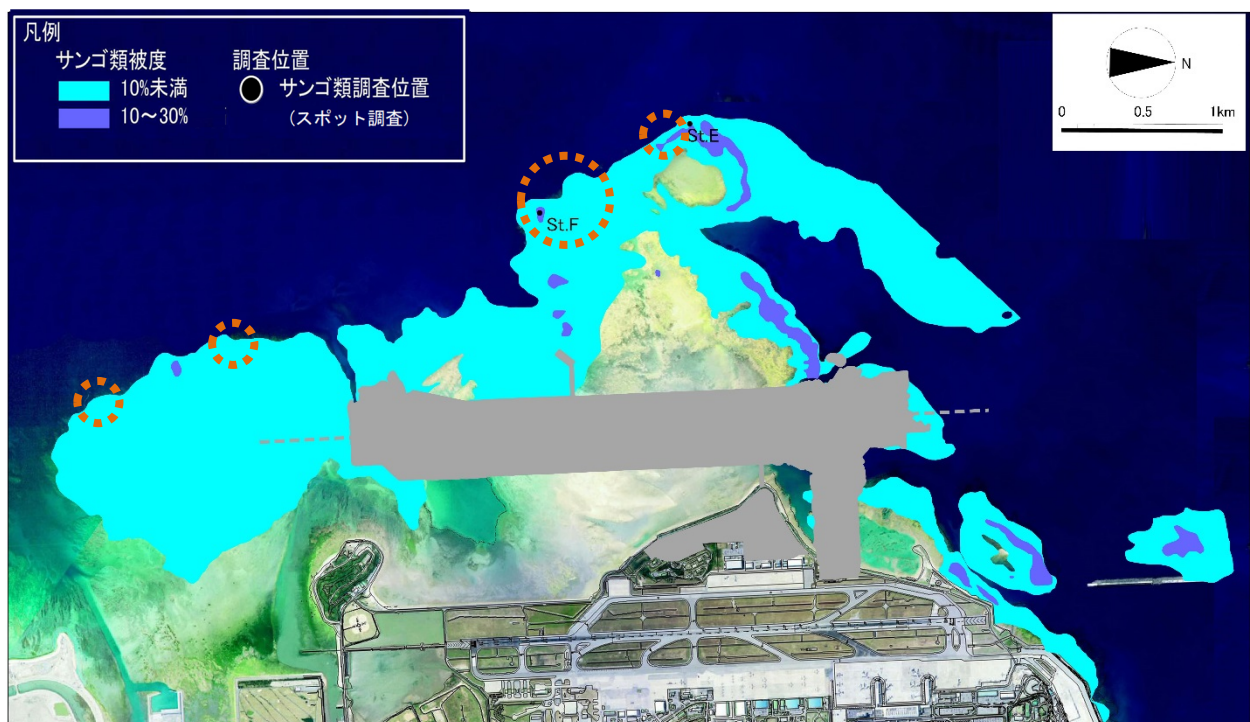 凡例
サンゴ類被度
10%未満
10～30%
調査位置
サンゴ類調査位置
(スポット調査)
N
0 0.5 1km
St.E
St.F